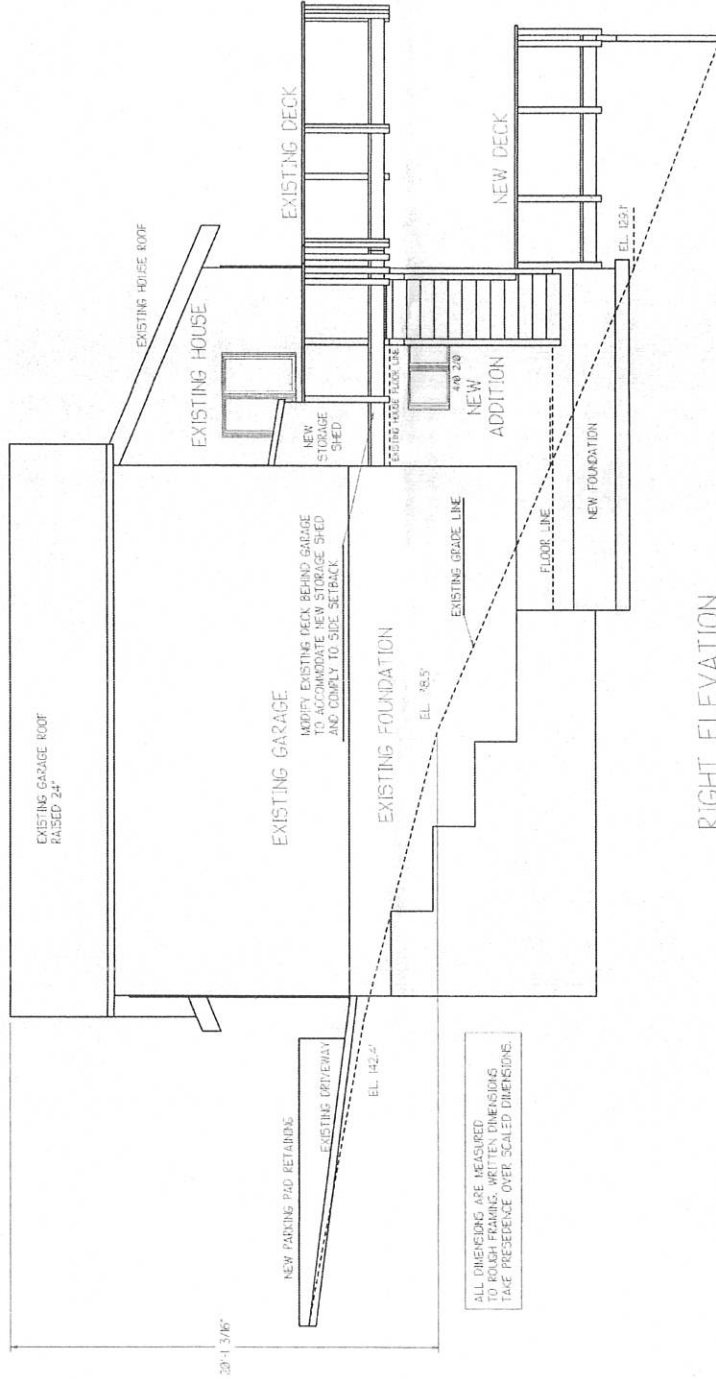 EXISTING GARAGE ROOF
RAISED 24"
EXISTING HOUSE ROOF
EXISTING HOUSE
EXISTING DECK
NEW
STORAGE
SHED
EXISTING GARAGE
MODIFY EXISTING DECK BEHIND GARAGE
TO ACCOMMODATE NEW STORAGE SHED
AND COMPLY TO SIDE SETBACK
EXISTING HOUSE FLOOR LINE
4/0 2/0
NEW
ADDITION
NEW DECK
EXISTING FOUNDATION
EXISTING GRADE LINE
FLOOR LINE
NEW FOUNDATION
EL. 129.1'
EL. 38.5'
NEW PARKING PAD RETAINING
EXISTING DRIVEWAY
EL. 142.4'
20'-1 3/16"
ALL DIMENSIONS ARE MEASURED
TO ROUGH FRAMING. WRITTEN DIMENSIONS
TAKE PRESEDENCE OVER SCALED DIMENSIONS.
RIGHT ELEVATION